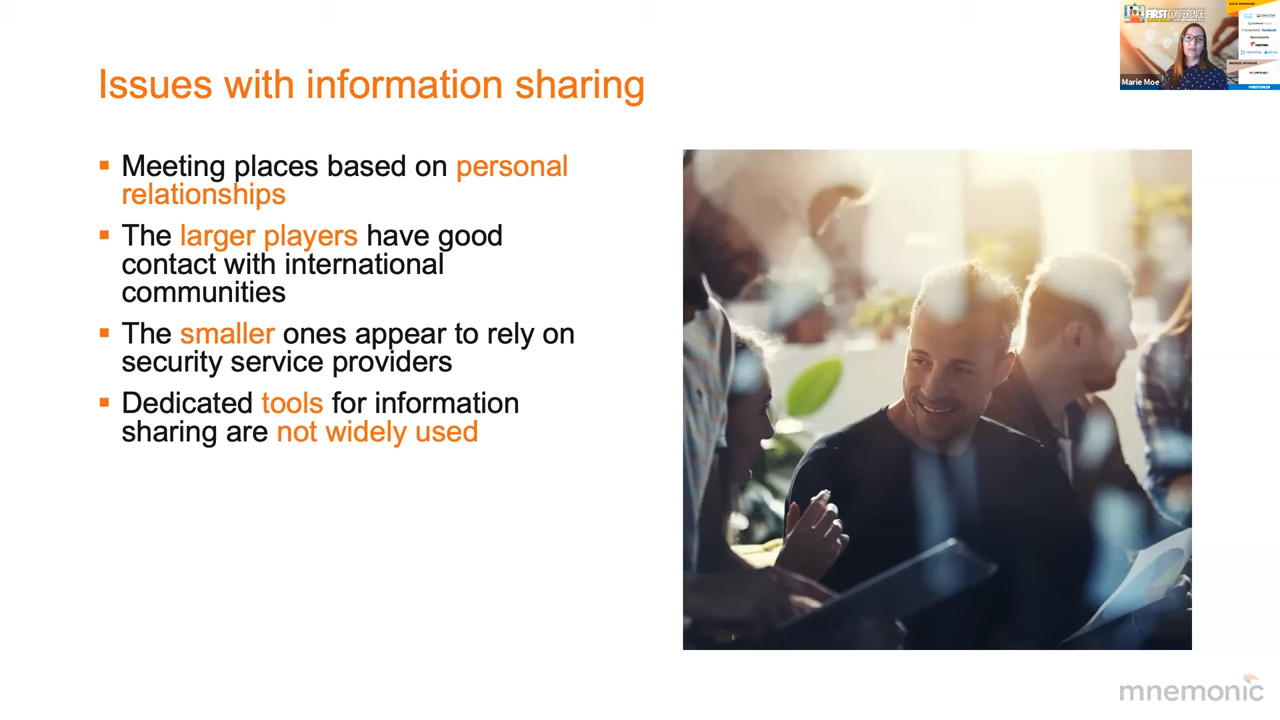 FIRSTCONFERENCE
Marie Moe
Issues with information sharing
▪ Meeting places based on personal
relationships
▪ The larger players have good
contact with international
communities
▪ The smaller ones appear to rely on
security service providers
▪ Dedicated tools for information
sharing are not widely used
mnemonic